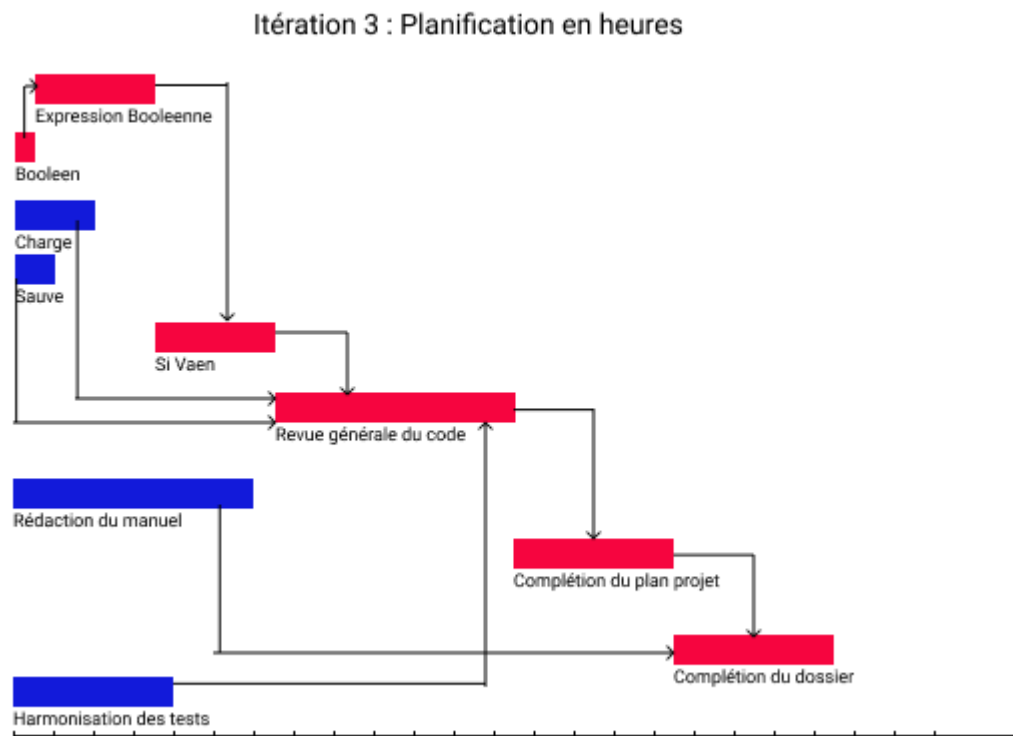 Itération 3 : Planification en heures
Expression Booleenne
Booleen
Charge
Sauve
Si Vaen
Revue générale du code
Rédaction du manuel
Complétion du plan projet
Complétion du dossier
Harmonisation des tests